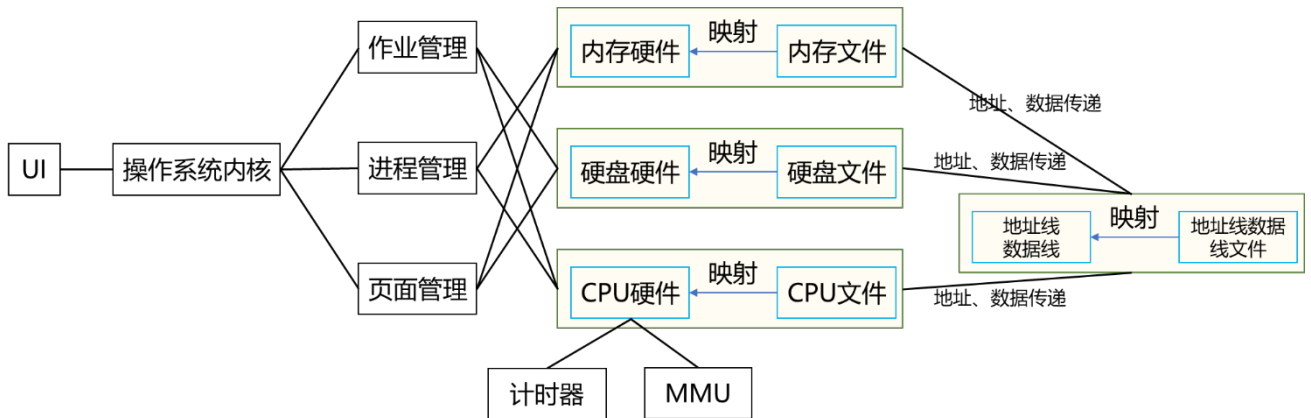 UI
操作系统内核
作业管理
进程管理
页面管理
内存硬件
映射
内存文件
硬盘硬件
映射
硬盘文件
CPU硬件
映射
CPU文件
计时器
MMU
地址、数据传递
地址、数据传递
地址、数据传递
地址线
数据线
映射
地址线数据
线文件